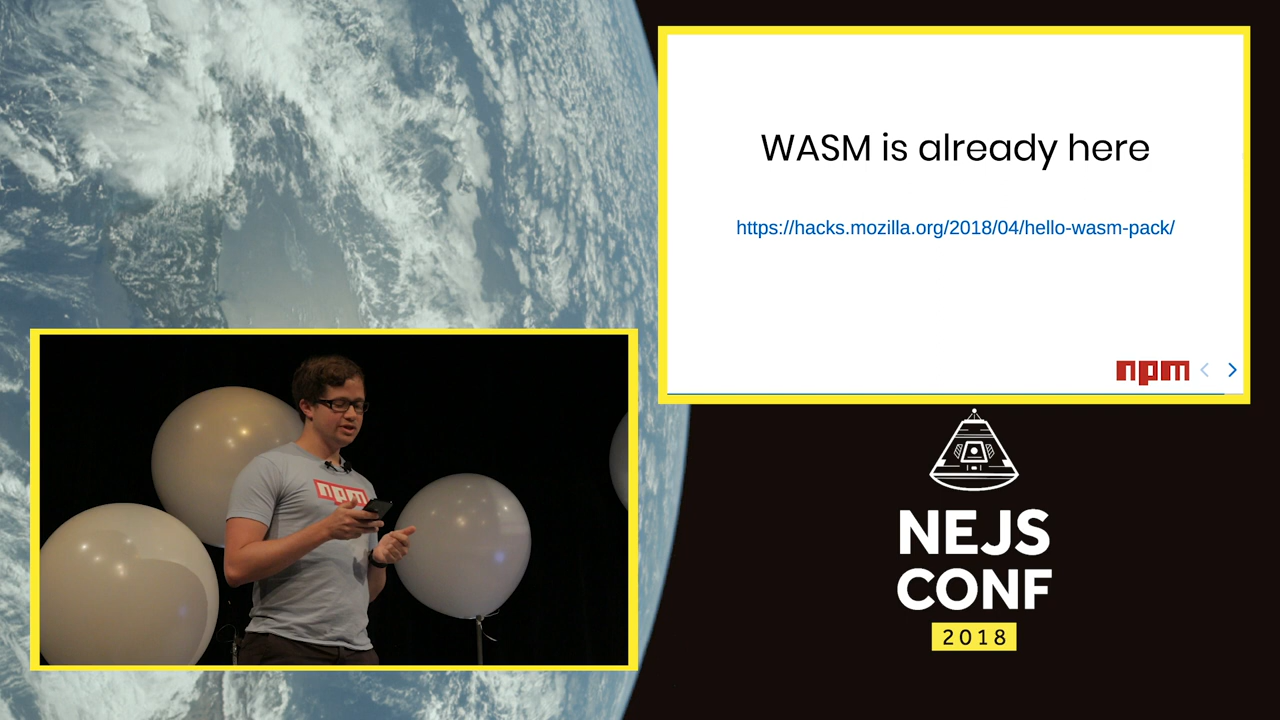 WASM is already here
https://hacks.mozilla.org/2018/04/hello-wasm-pack/
npm
npm
NEJS
CONF
2018